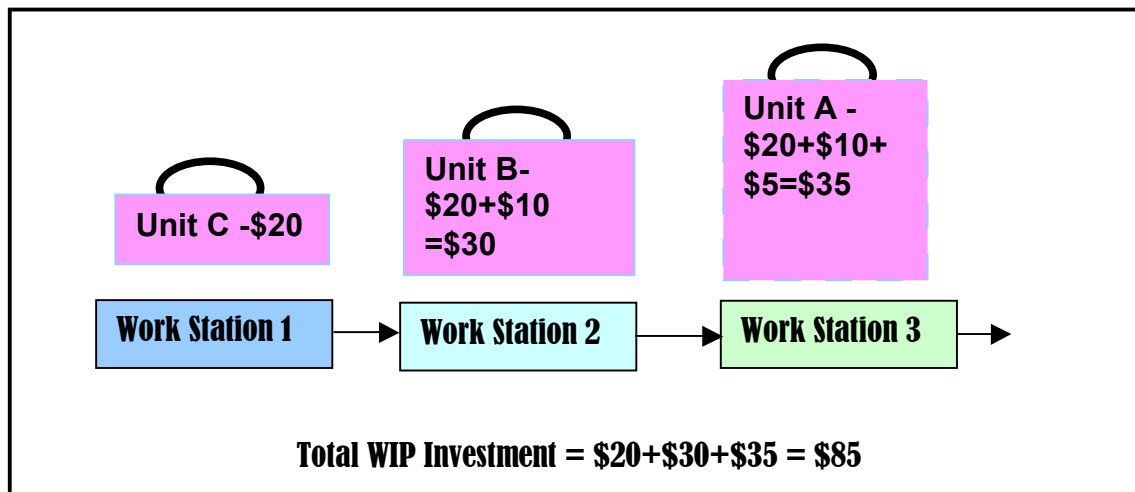 Unit C -$20
Unit B-
$20+$10
=$30
Unit A -
$20+$10+
$5=$35
Work Station 1
Work Station 2
Work Station 3
Total WIP Investment = $20+$30+$35 = $85